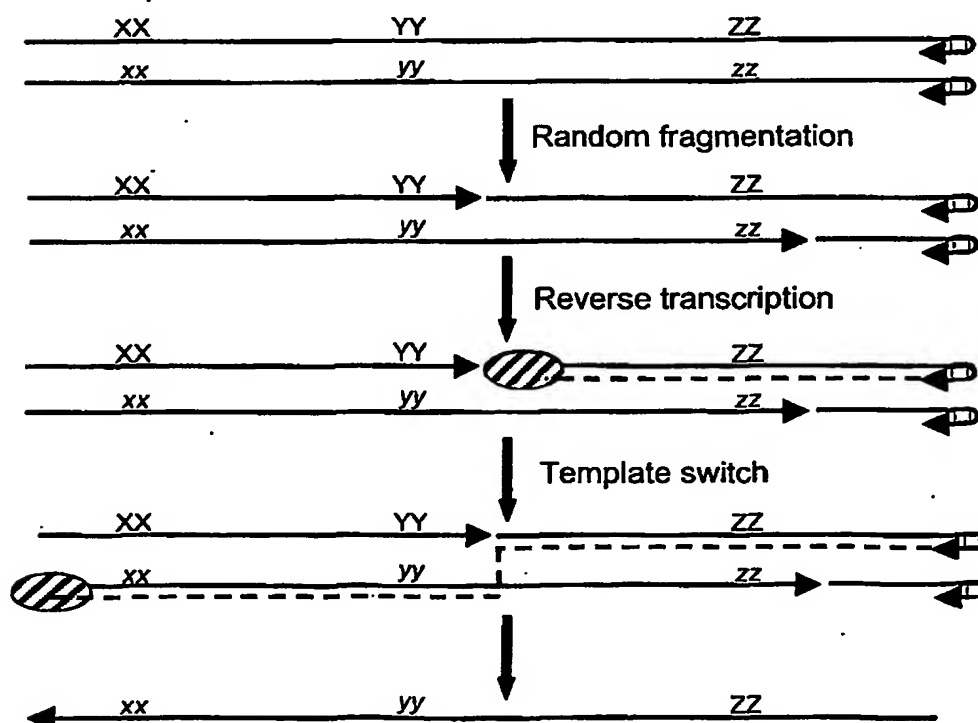 XX YY ZZ
xx yy zz
Random fragmentation
XX YY ZZ
xx yy zz
Reverse transcription
XX YY ZZ
xx yy zz
Template switch
XX YY ZZ
xx yy zz
xx yy ZZ